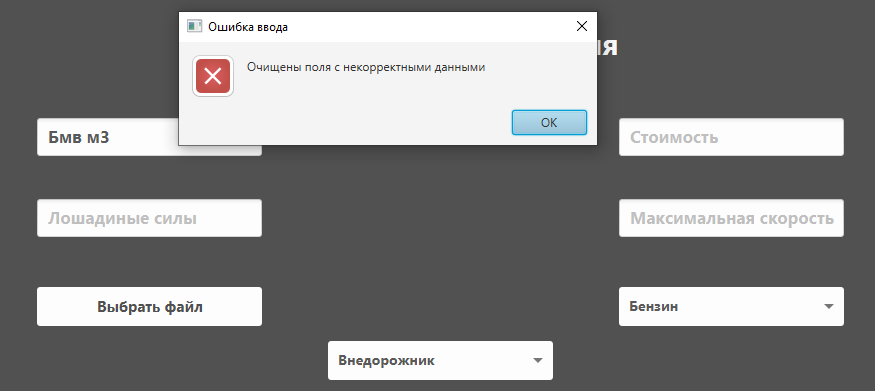 Ошибка ввода
Очищены поля с некорректными данными
OK
Бмв м3
Стоимость
Лошадиные силы
Максимальная скорость
Выбрать файл
Бензин
Внедорожник